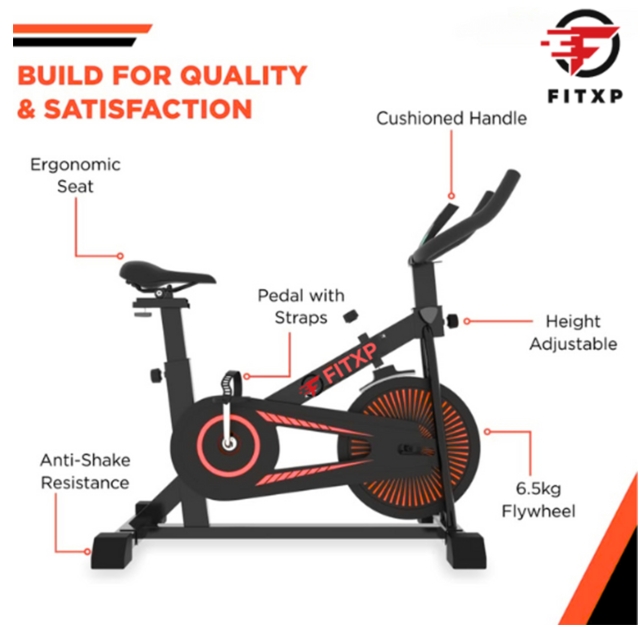 BUILD FOR QUALITY
& SATISFACTION
FITXP
Cushioned Handle
Ergonomic
Seat
Pedal with
Straps
Height
Adjustable
FITXP
Anti-Shake
Resistance
6.5kg
Flywheel